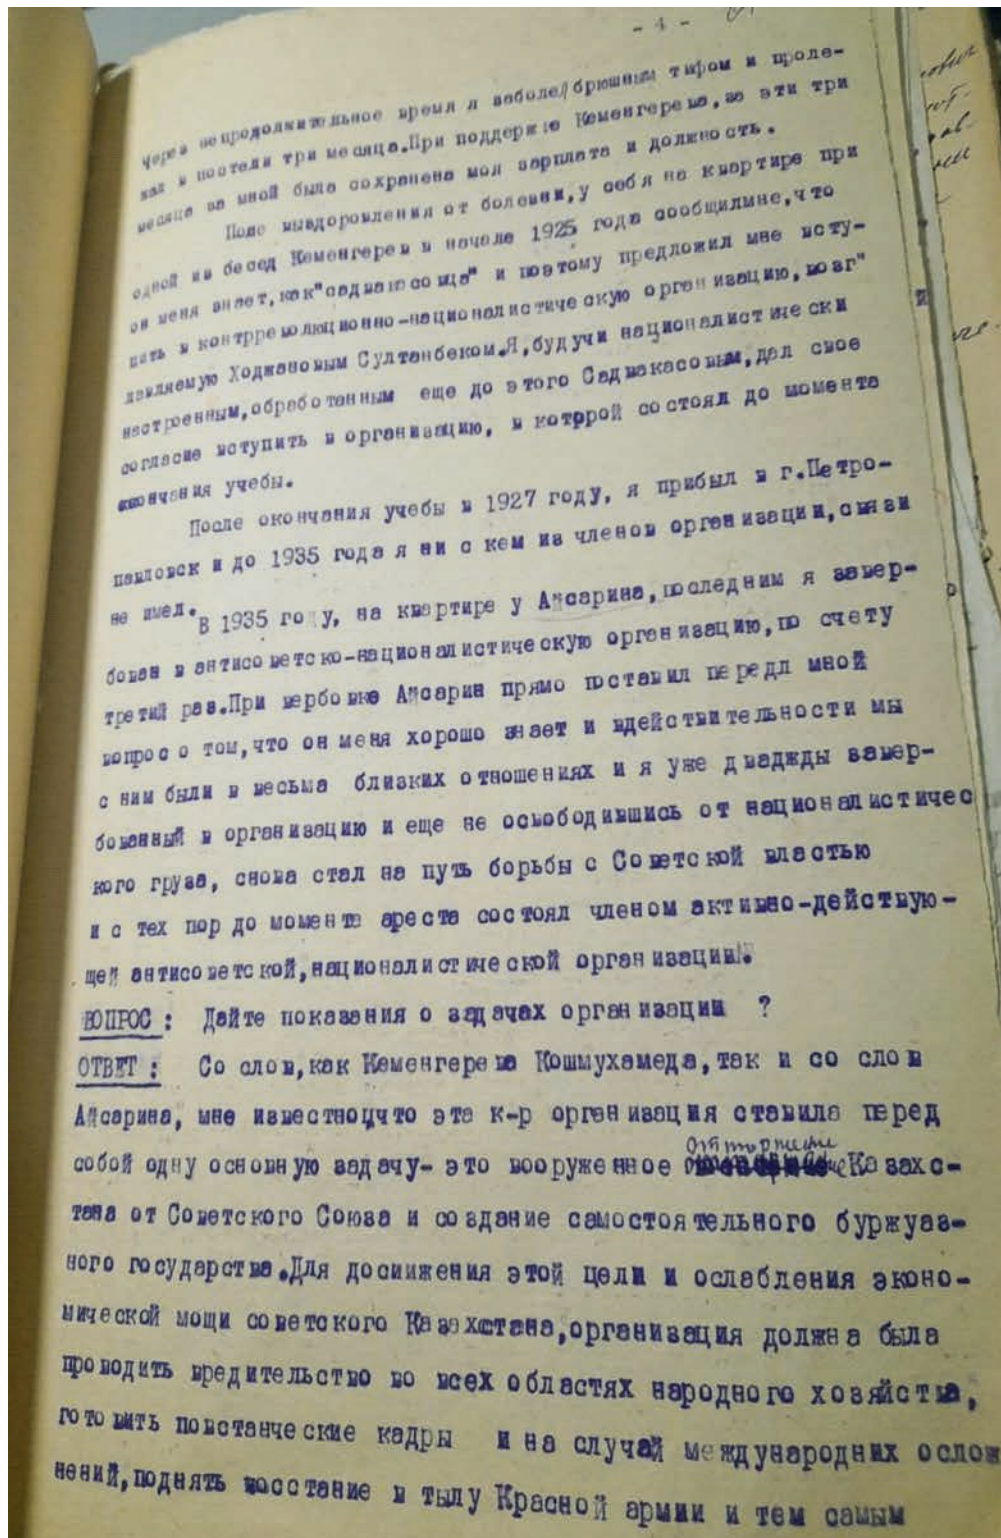 - 4 -
Через непродолжительное время я заболел брюшным тифом и проле-
жал в постели три месяца.При поддержке Кеменгерева,за эти три
месяца за мной была сохранена моя зарплата и должность.
Поле выздоровления от болезни,у себя на квартире при
одной из бесед Кеменгерев в начале 1925 года сообщилмне,что
он меня знает,как"садвакасовца" и поэтому предложил мне всту-
пить в контрреволюционно-националистическую организацию,возг"
лавляемую Ходжановым Султанбеком.Я,будучи националистически
настроенным,обработанным еще до этого Садвакасовым,дал свое
согласие вступить в организацию, в которой состоял до момента
окончания учебы.
После окончания учебы в 1927 году, я прибыл в г.Петро-
павловск и до 1935 года я ни с кем из членов организации,связи
не имел.
В 1935 году, на квартире у Айсарина,последним я завер-
бован в антисоветско-националистическую организацию,по счету
третий раз.При вербовке Айсарин прямо поставил передл мной
вопрос о том,что он меня хорошо знает и вдействительности мы
с ним были в весьма близких отношениях и я уже дважды завер-
бованный в организацию и еще не освободившись от националистичес
кого груза, снова стал на путь борьбы с Советской властью
и с тех пор до момента ареста состоял членом активно-действую-
щей антисоветской,националистической организации.
ВОПРОС: Дайте показания о задачах организации ?
ОТВЕТ: Со слов,как Кеменгерева Кошмухамеда,так и со слов
Айсарина, мне известно,что эта к-р организация ставила перед
отторжение
собой одну основную задачу- это вооруженное Казахс-
тана от Советского Союза и создание самостоятельного буржуаз-
ного государства.Для досиижения этой цели и ослабления эконо-
мической мощи советского Казахстана,организация должна была
проводить вредительство во всех областях народного хозяйства,
готовить повстанческие кадры и на случай международних ослож
нений,поднять восстание в тылу Красной армии и тем самым